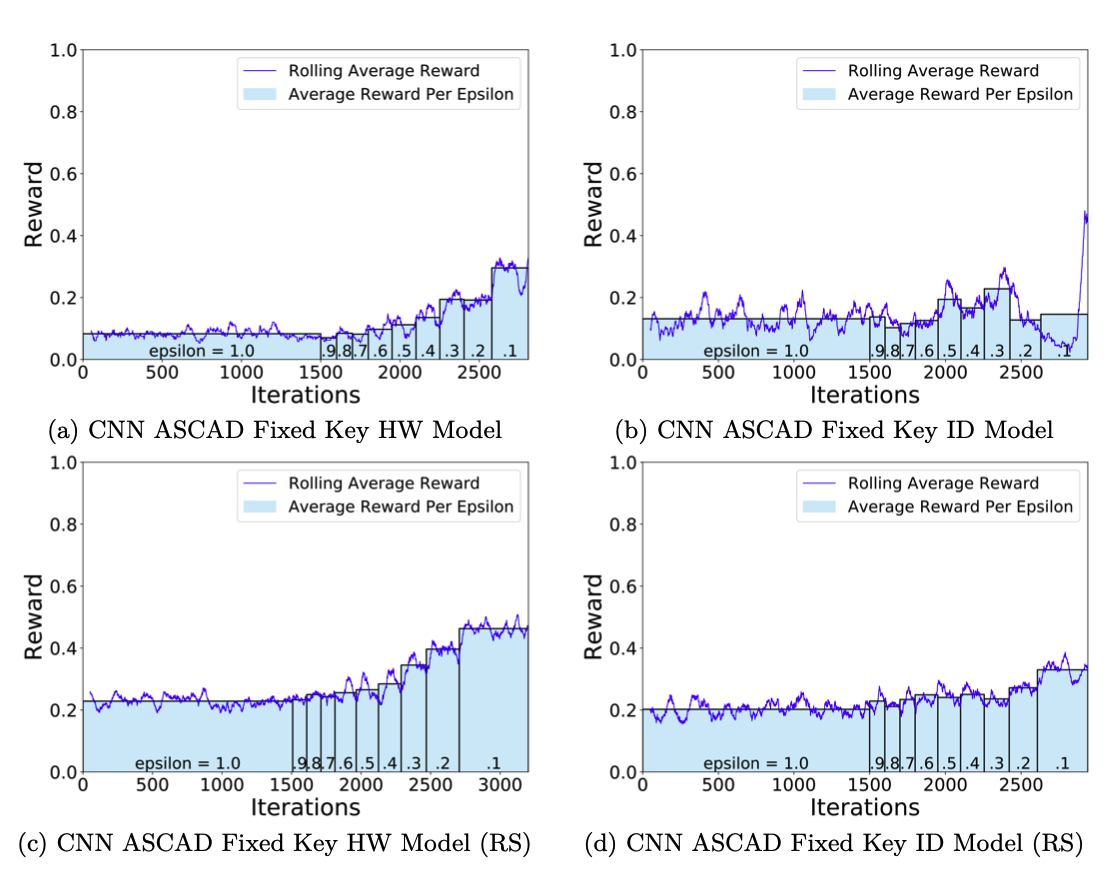 1.0
0.8
0.6
0.4
0.2
0.0
Reward
Rolling Average Reward
Average Reward Per Epsilon
epsilon = 1.0 .9 .8 .7 .6 .5 .4 .3 .2 .1
0 500 1000 1500 2000 2500
Iterations
(a) CNN ASCAD Fixed Key HW Model
1.0
0.8
0.6
0.4
0.2
0.0
Reward
Rolling Average Reward
Average Reward Per Epsilon
epsilon = 1.0 .9 .8 .7 .6 .5 .4 .3 .2 .1
0 500 1000 1500 2000 2500
Iterations
(b) CNN ASCAD Fixed Key ID Model
1.0
0.8
0.6
0.4
0.2
0.0
Reward
Rolling Average Reward
Average Reward Per Epsilon
epsilon = 1.0 .9 .8 .7 .6 .5 .4 .3 .2 .1
0 500 1000 1500 2000 2500 3000
Iterations
(c) CNN ASCAD Fixed Key HW Model (RS)
1.0
0.8
0.6
0.4
0.2
0.0
Reward
Rolling Average Reward
Average Reward Per Epsilon
epsilon = 1.0 .9 .8 .7 .6 .5 .4 .3 .2 .1
0 500 1000 1500 2000 2500
Iterations
(d) CNN ASCAD Fixed Key ID Model (RS)